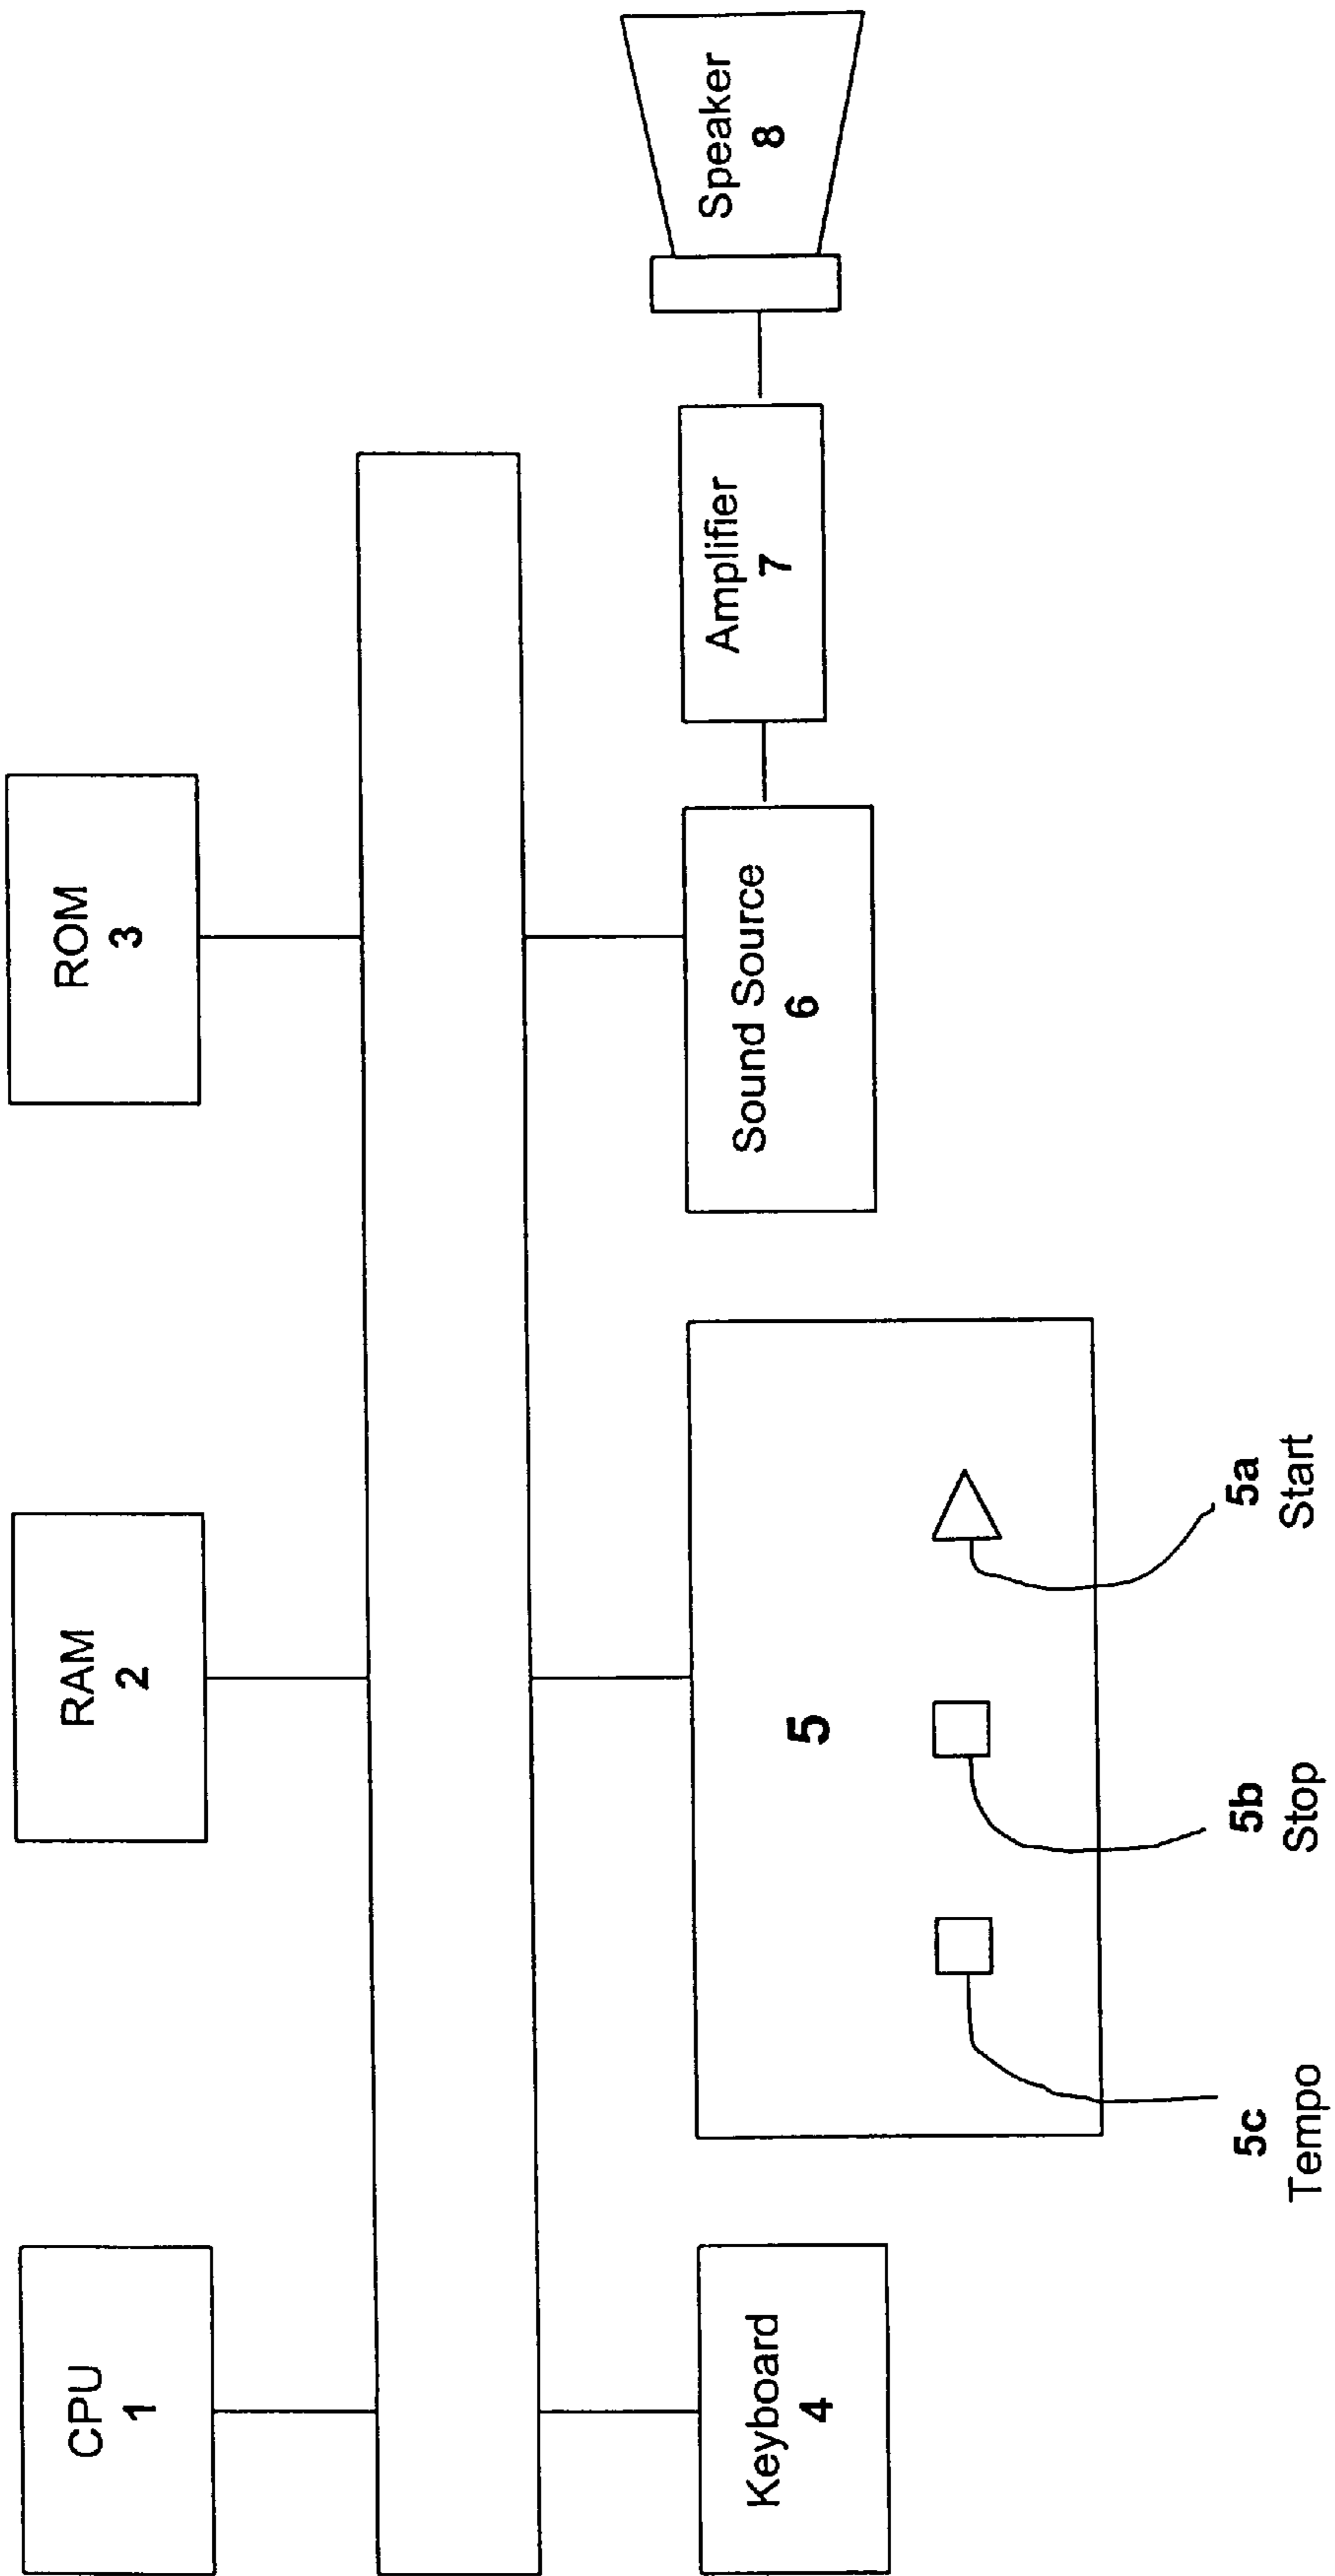 CPU
1
RAM
2
ROM
3
Keyboard
4
5
5c
Tempo
5b
Stop
5a
Start
Sound Source
6
Amplifier
7
Speaker
8